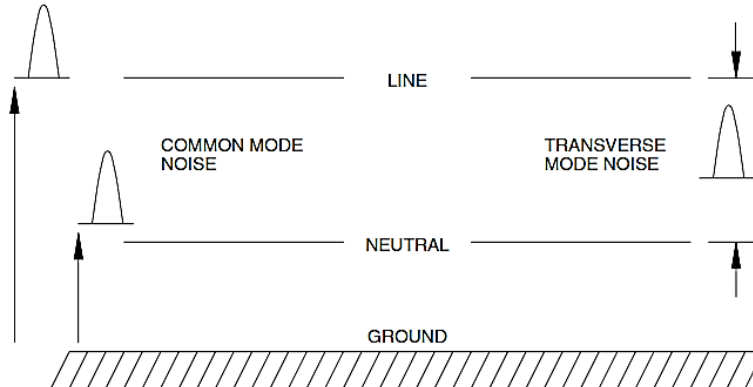 LINE
COMMON MODE
NOISE
TRANSVERSE
MODE NOISE
NEUTRAL
GROUND